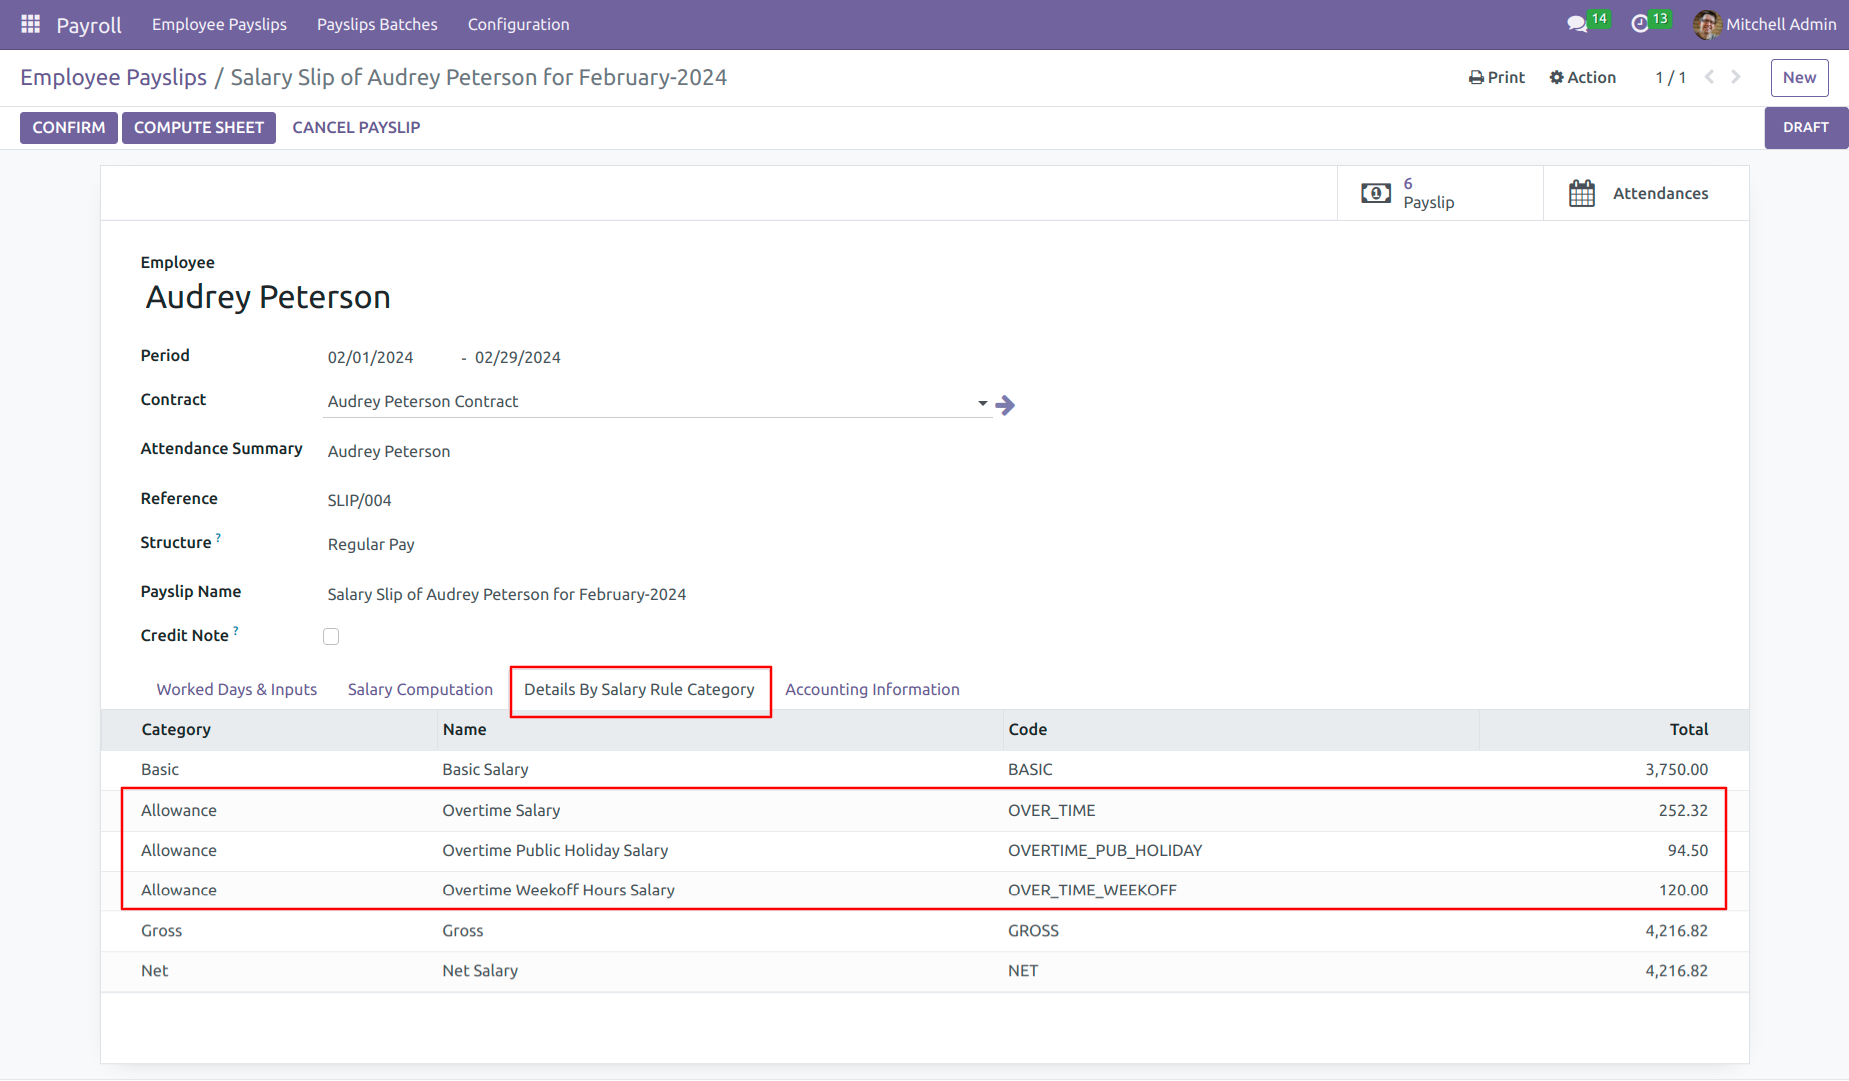 Payroll Employee Payslips Payslips Batches Configuration 14 13 Mitchell Admin
Employee Payslips / Salary Slip of Audrey Peterson for February-2024 Print Action 1 / 1 New
CONFIRM COMPUTE SHEET CANCEL PAYSLIP DRAFT
6
Payslip
Attendances
Employee
Audrey Peterson
Period 02/01/2024 - 02/29/2024
Contract Audrey Peterson Contract
Attendance Summary Audrey Peterson
Reference SLIP/004
Structure ? Regular Pay
Payslip Name Salary Slip of Audrey Peterson for February-2024
Credit Note ?
Worked Days & Inputs Salary Computation Details By Salary Rule Category Accounting Information
Category Name Code Total
Basic Basic Salary BASIC 3,750.00
Allowance Overtime Salary OVER_TIME 252.32
Allowance Overtime Public Holiday Salary OVERTIME_PUB_HOLIDAY 94.50
Allowance Overtime Weekoff Hours Salary OVER_TIME_WEEKOFF 120.00
Gross Gross GROSS 4,216.82
Net Net Salary NET 4,216.82